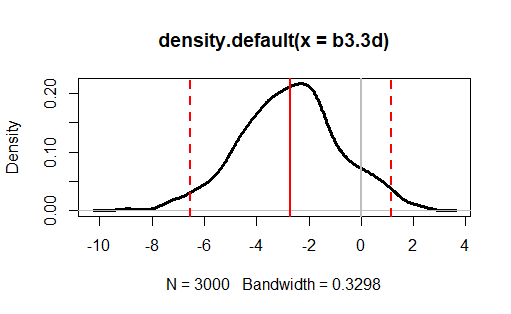 density.default(x = b3.3d)
Density
0.00 0.10 0.20
-10 -8 -6 -4 -2 0 2 4
N = 3000 Bandwidth = 0.3298